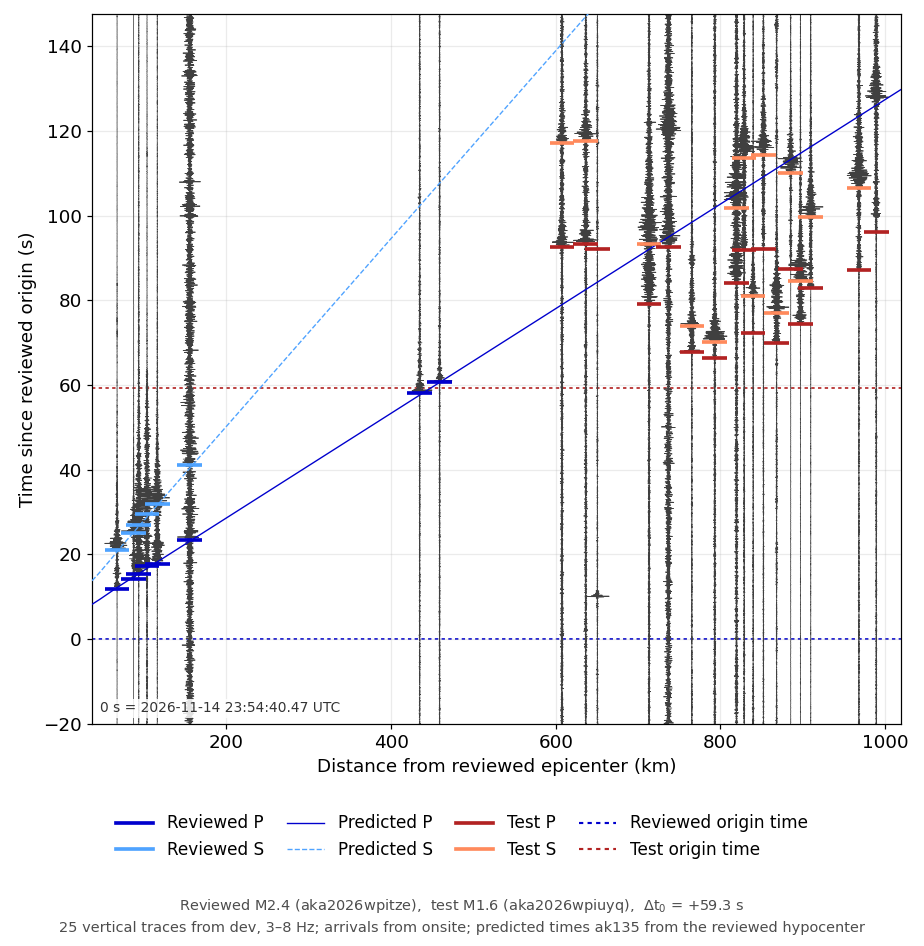 Time since reviewed origin (s)
140
120
100
80
60
40
20
0
−20
0 s = 2026-11-14 23:54:40.47 UTC
200
400
600
800
1000
Distance from reviewed epicenter (km)
Reviewed P
Predicted P
Test P
Reviewed origin time
Reviewed S
Predicted S
Test S
Test origin time
Reviewed M2.4 (aka2026wpitze), test M1.6 (aka2026wpiuyq), Δt₀ = +59.3 s
25 vertical traces from dev, 3–8 Hz; arrivals from onsite; predicted times ak135 from the reviewed hypocenter